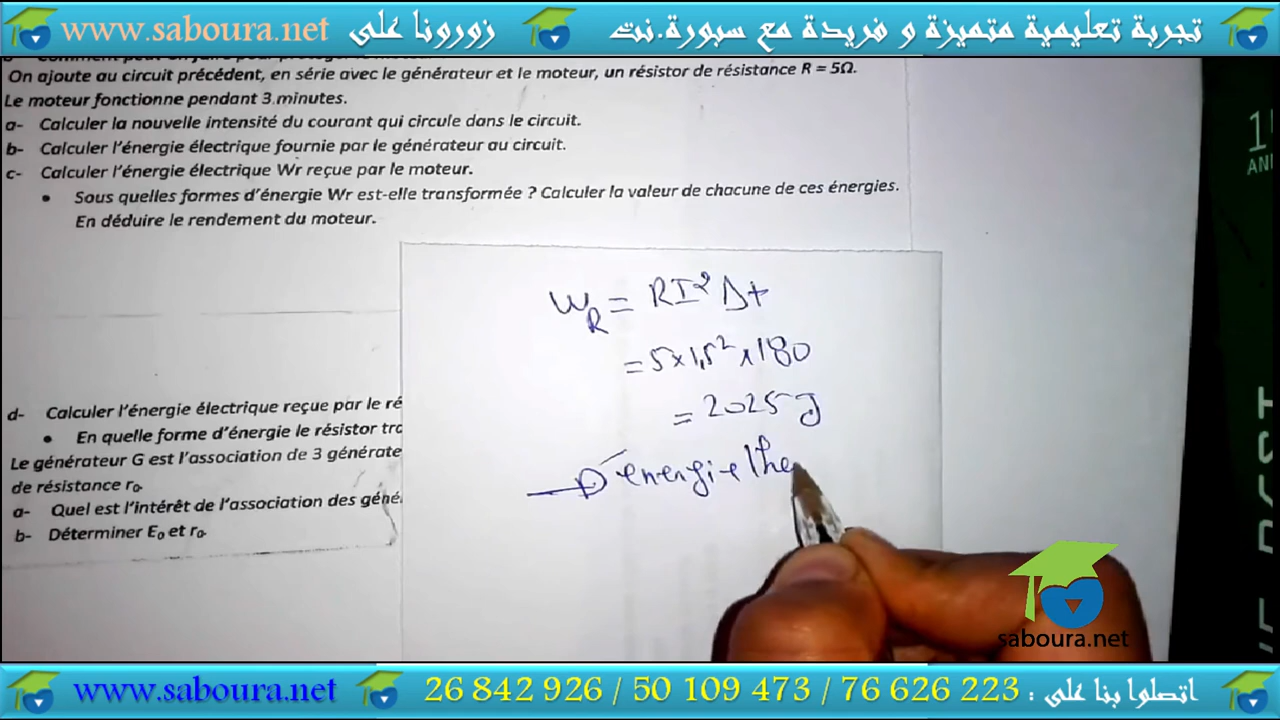 www.saboura.net زورونا على تجربة تعليمية متميزة و فريدة مع سبورة.نت
On ajoute au circuit précédent, en série avec le générateur et le moteur, un résistor de résistance R = 5Ω.
Le moteur fonctionne pendant 3 minutes.
a- Calculer la nouvelle intensité du courant qui circule dans le circuit.
b- Calculer l'énergie électrique fournie par le générateur au circuit.
c- Calculer l'énergie électrique Wr reçue par le moteur.
• Sous quelles formes d'énergie Wr est-elle transformée ? Calculer la valeur de chacune de ces énergies.
En déduire le rendement du moteur.
W_R = RI² Δt
= 5 x 1,5² x 180
= 2025 J
énergie the
d- Calculer l'énergie électrique reçue par le ré
• En quelle forme d'énergie le résistor tra
Le générateur G est l'association de 3 générate
de résistance r₀.
a- Quel est l'intérêt de l'association des géné
b- Déterminer E₀ et r₀.
saboura.net
www.saboura.net 26 842 926 / 50 109 473 / 76 626 223 : اتصلوا بنا على